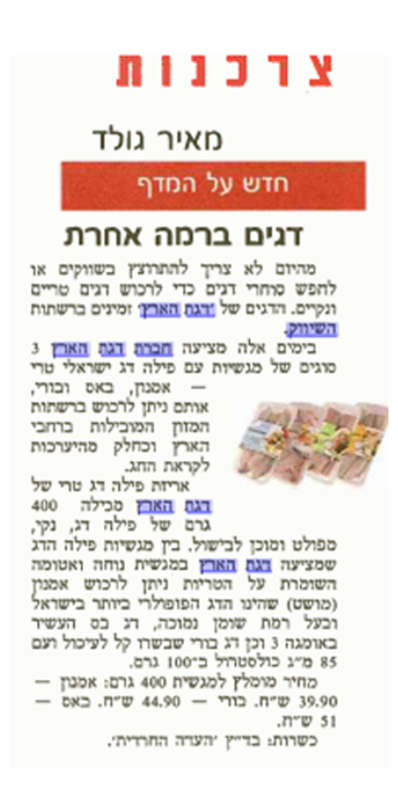 צרכנות
מאיר גולד
חדש על המדף
דגים ברמה אחרת
מהיום לא צריך להתרוצץ בשווקים או
לחפש סוחרי דגים כדי לרכוש דגים טריים
ונקיים. הדגים של 'דגת הארץ' זמינים ברשתות
השיווק.
בימים אלה מציעה חברת דגת הארץ 3
סוגים של מגשיות עם פילה דג ישראלי טרי
— אמנון, באס ובורי,
אותם ניתן לרכוש ברשתות
המזון המובילות ברחבי
הארץ וכחלק מהיערכות
לקראת החג.
אריזת פילה דג טרי של
דגת הארץ מכילה 400
גרם של פילה דג, נקי,
מפולט ומוכן לבישול. בין מגשיות פילה הדג
שמציעה דגת הארץ במגשית נוחה ואטומה
השומרת על הטריות ניתן לרכוש אמנון
(מושט) שהינו הדג הפופולרי ביותר בישראל
ובעל רמת שומן נמוכה, דג בס העשיר
באומגה 3 וכן דג בורי שבשרו קל לעיכול ועם
85 מ"ג כולסטרול ב־100 גרם.
מחיר מומלץ למגשית 400 גרם: אמנון —
39.90 ש"ח. בורי — 44.90 ש"ח. באס —
51 ש"ח.
כשרות: בד"ץ 'העדה החרדית'.